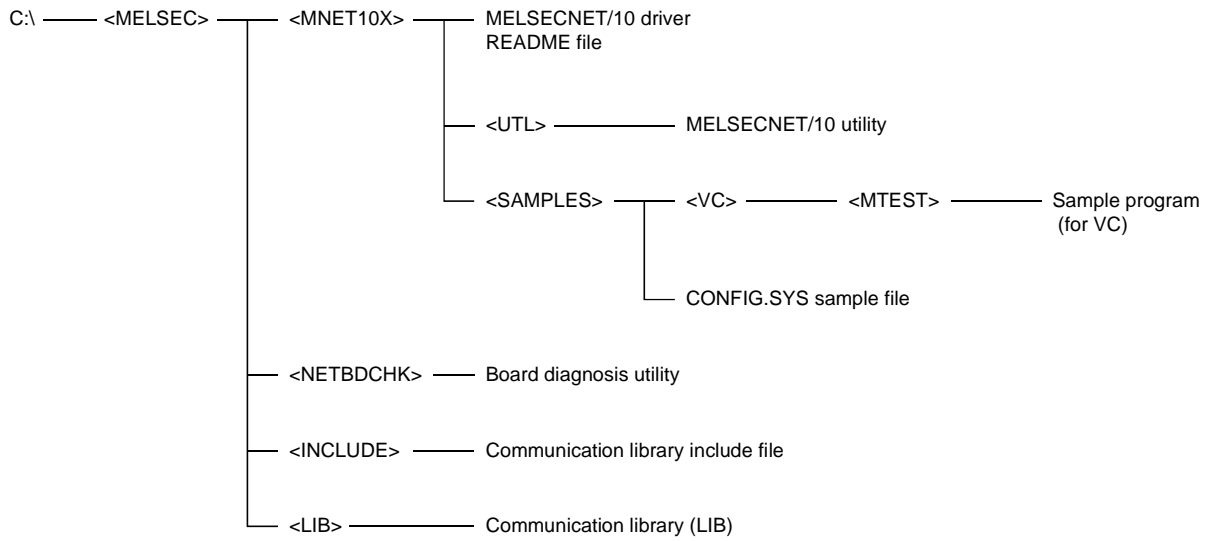 C:\ <MELSEC> <MNET10X> MELSECNET/10 driver
README file
<UTL> MELSECNET/10 utility
<SAMPLES> <VC> <MTEST> Sample program
(for VC)
CONFIG.SYS sample file
<NETBDCHK> Board diagnosis utility
<INCLUDE> Communication library include file
<LIB> Communication library (LIB)